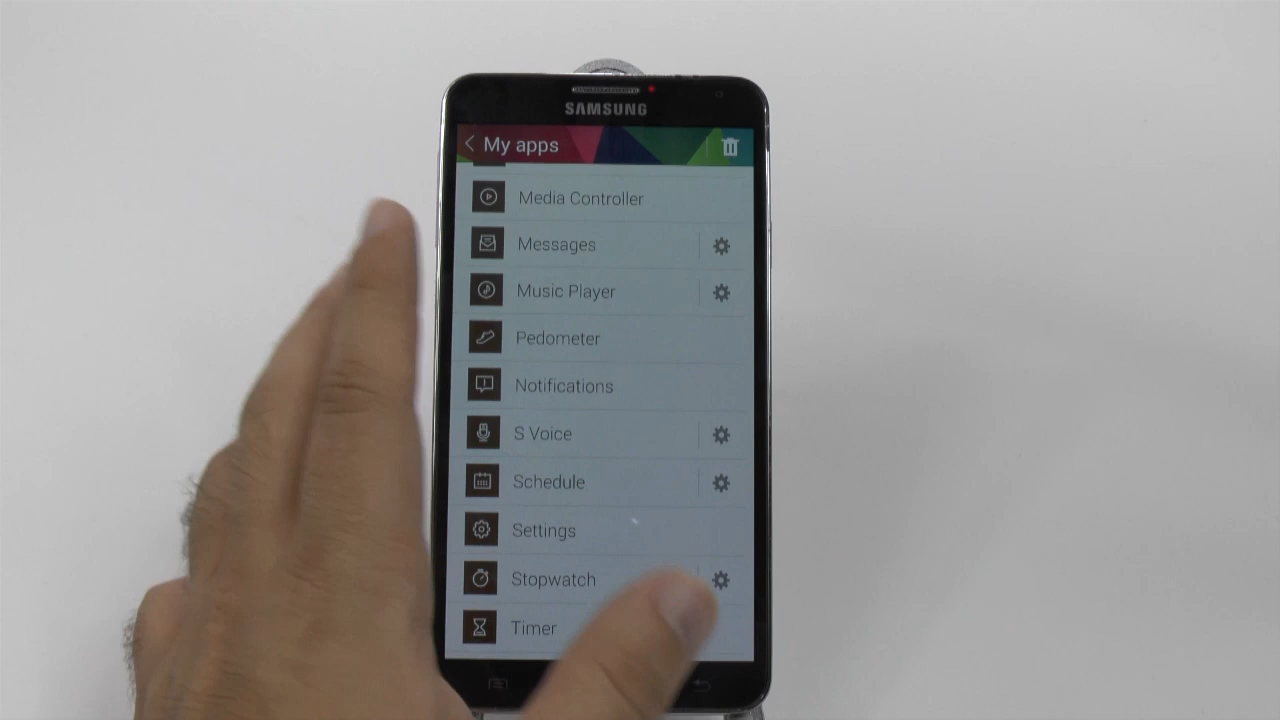 SAMSUNG
My apps
Media Controller
Messages
Music Player
Pedometer
Notifications
S Voice
Schedule
Settings
Stopwatch
Timer